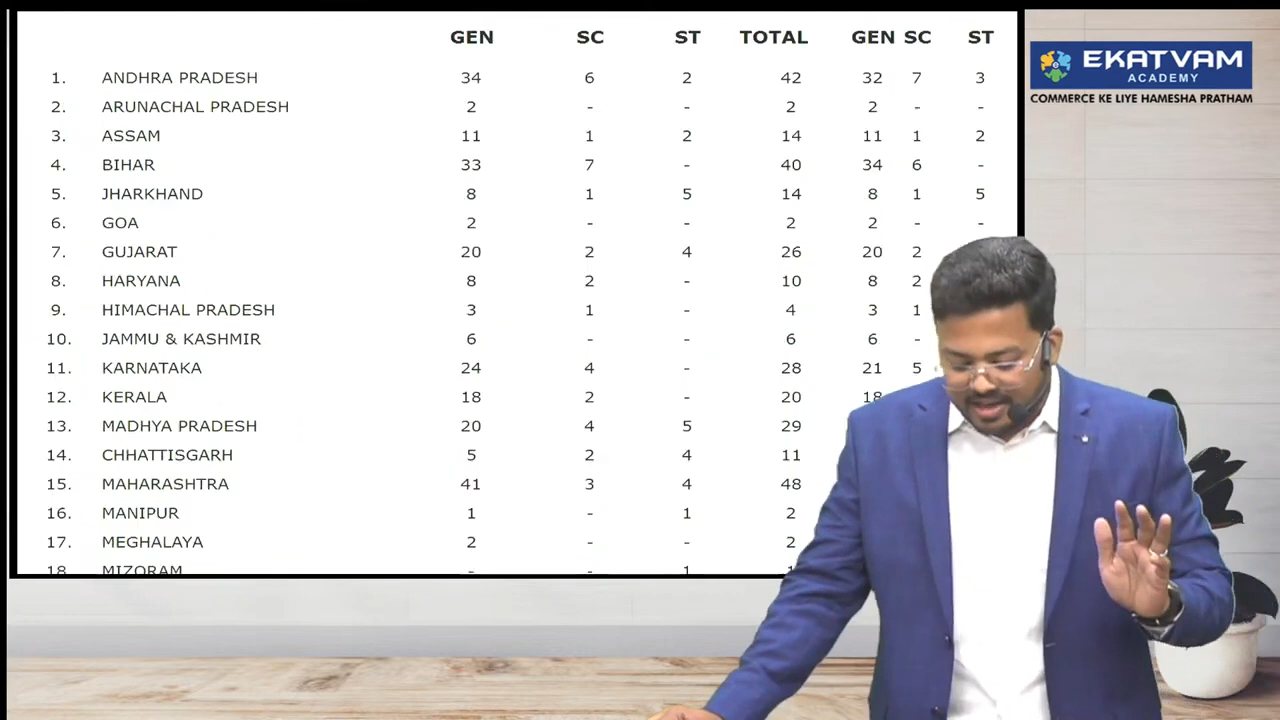 GEN SC ST TOTAL GEN SC ST
1. ANDHRA PRADESH 34 6 2 42 32 7 3
2. ARUNACHAL PRADESH 2 - - 2 2 - -
3. ASSAM 11 1 2 14 11 1 2
4. BIHAR 33 7 - 40 34 6 -
5. JHARKHAND 8 1 5 14 8 1 5
6. GOA 2 - - 2 2 - -
7. GUJARAT 20 2 4 26 20 2
8. HARYANA 8 2 - 10 8 2
9. HIMACHAL PRADESH 3 1 - 4 3 1
10. JAMMU & KASHMIR 6 - - 6 6 -
11. KARNATAKA 24 4 - 28 21 5
12. KERALA 18 2 - 20 18
13. MADHYA PRADESH 20 4 5 29
14. CHHATTISGARH 5 2 4 11
15. MAHARASHTRA 41 3 4 48
16. MANIPUR 1 - 1 2
17. MEGHALAYA 2 - - 2
18. MIZORAM - - 1 1
EKATVAM
ACADEMY
COMMERCE KE LIYE HAMESHA PRATHAM